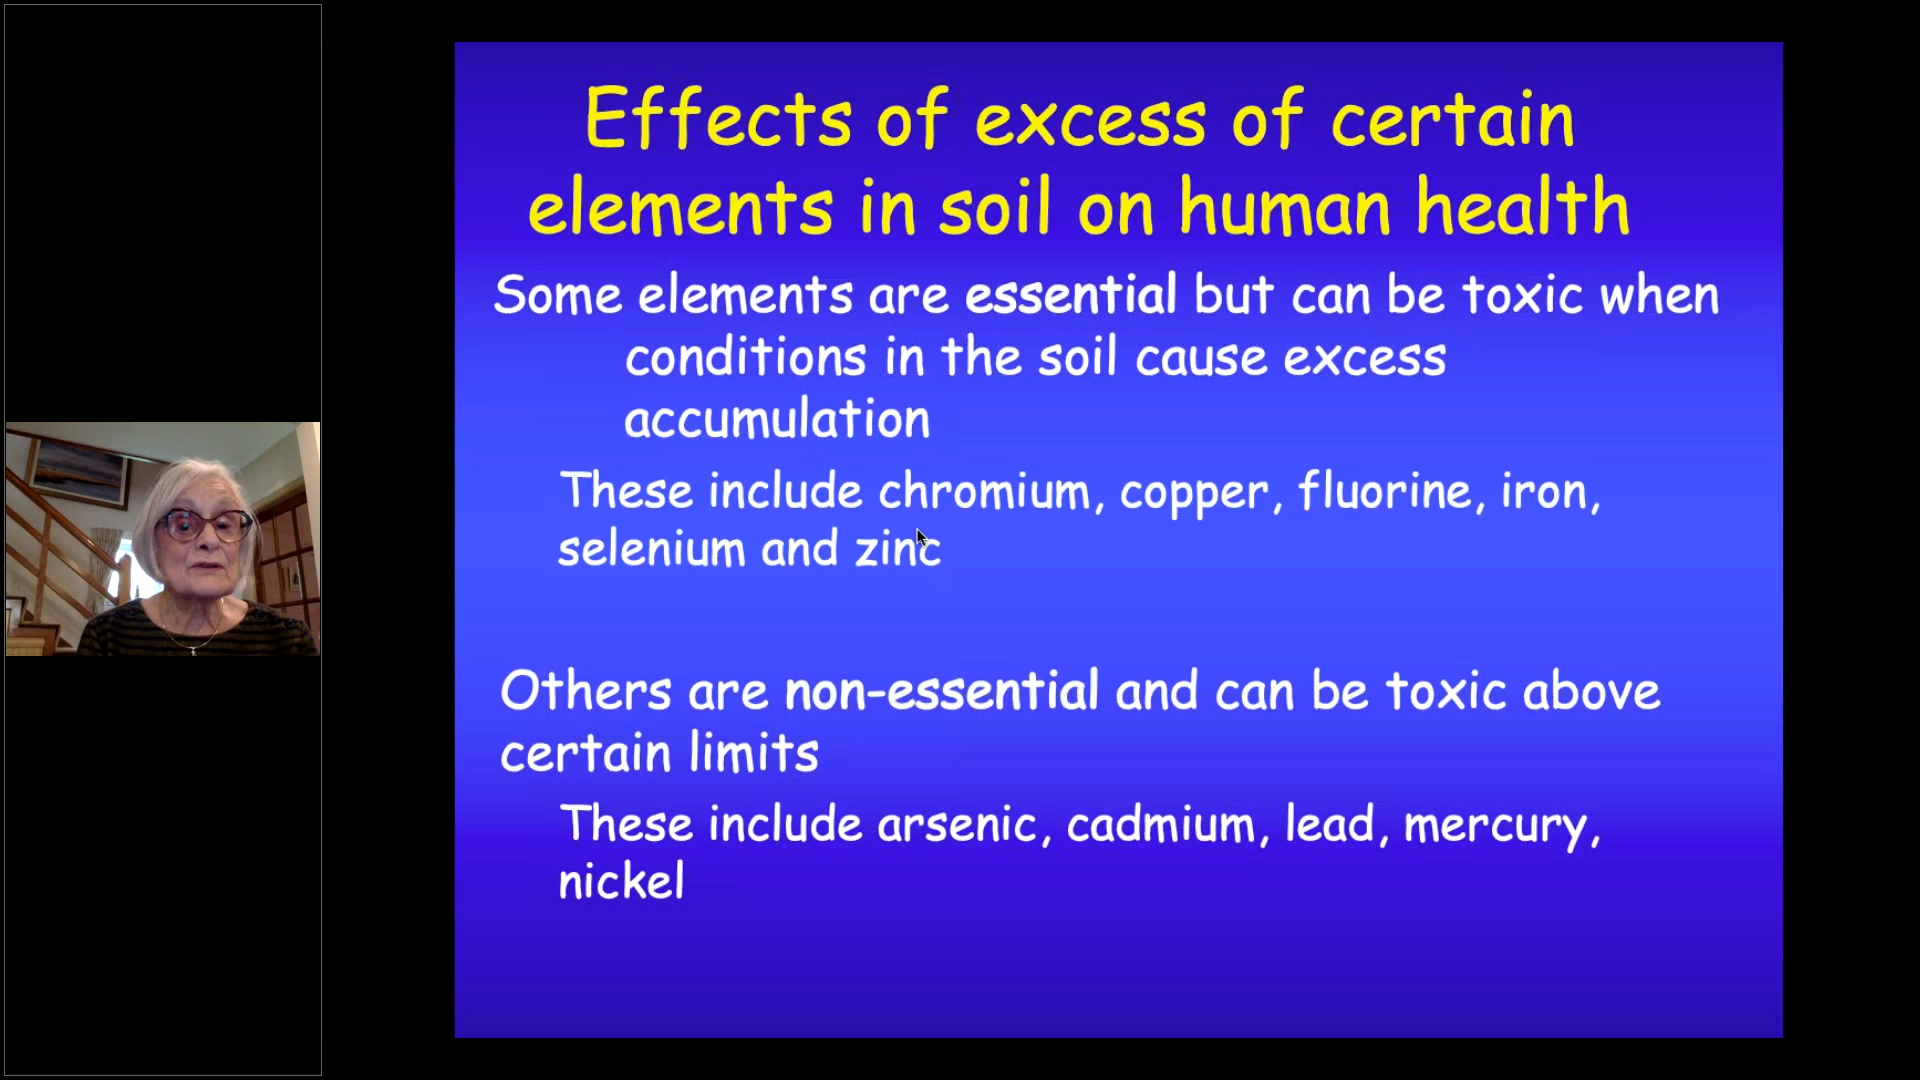 Effects of excess of certain
elements in soil on human health
Some elements are essential but can be toxic when
conditions in the soil cause excess
accumulation
These include chromium, copper, fluorine, iron,
selenium and zinc
Others are non-essential and can be toxic above
certain limits
These include arsenic, cadmium, lead, mercury,
nickel